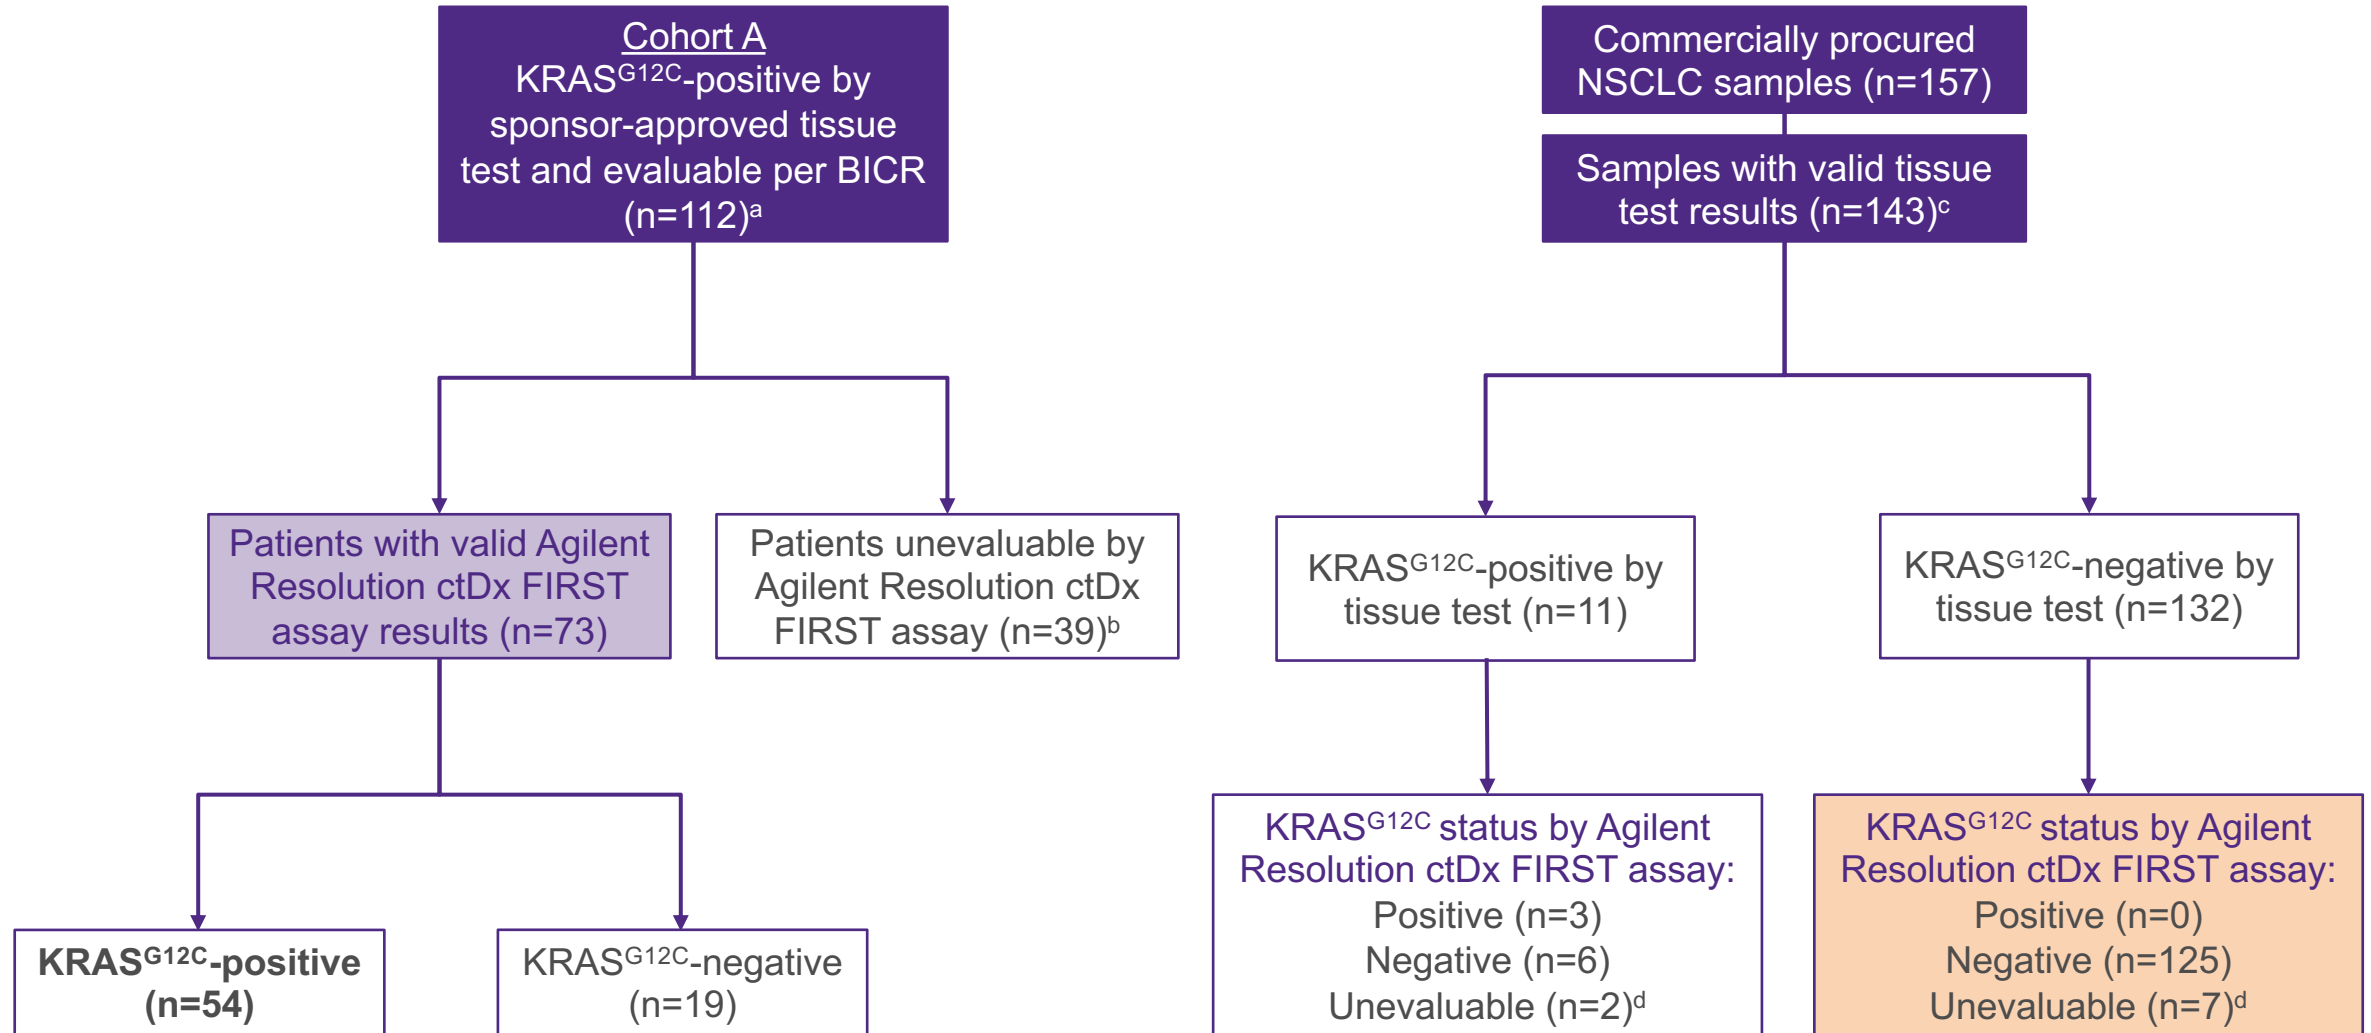 Cohort A
KRASG12C-positive by
sponsor-approved tissue
test and evaluable per BICR
(n=112)a
Commercially procured
NSCLC samples (n=157)
Samples with valid tissue
test results (n=143)c
Patients with valid Agilent
Resolution ctDx FIRST
assay results (n=73)
Patients unevaluable by
Agilent Resolution ctDx
FIRST assay (n=39)b
KRASG12C-positive by
tissue test (n=11)
KRASG12C-negative by
tissue test (n=132)
KRASG12C-positive
(n=54)
KRASG12C-negative
(n=19)
KRASG12C status by Agilent
Resolution ctDx FIRST assay:
Positive (n=3)
Negative (n=6)
Unevaluable (n=2)d
KRASG12C status by Agilent
Resolution ctDx FIRST assay:
Positive (n=0)
Negative (n=125)
Unevaluable (n=7)d